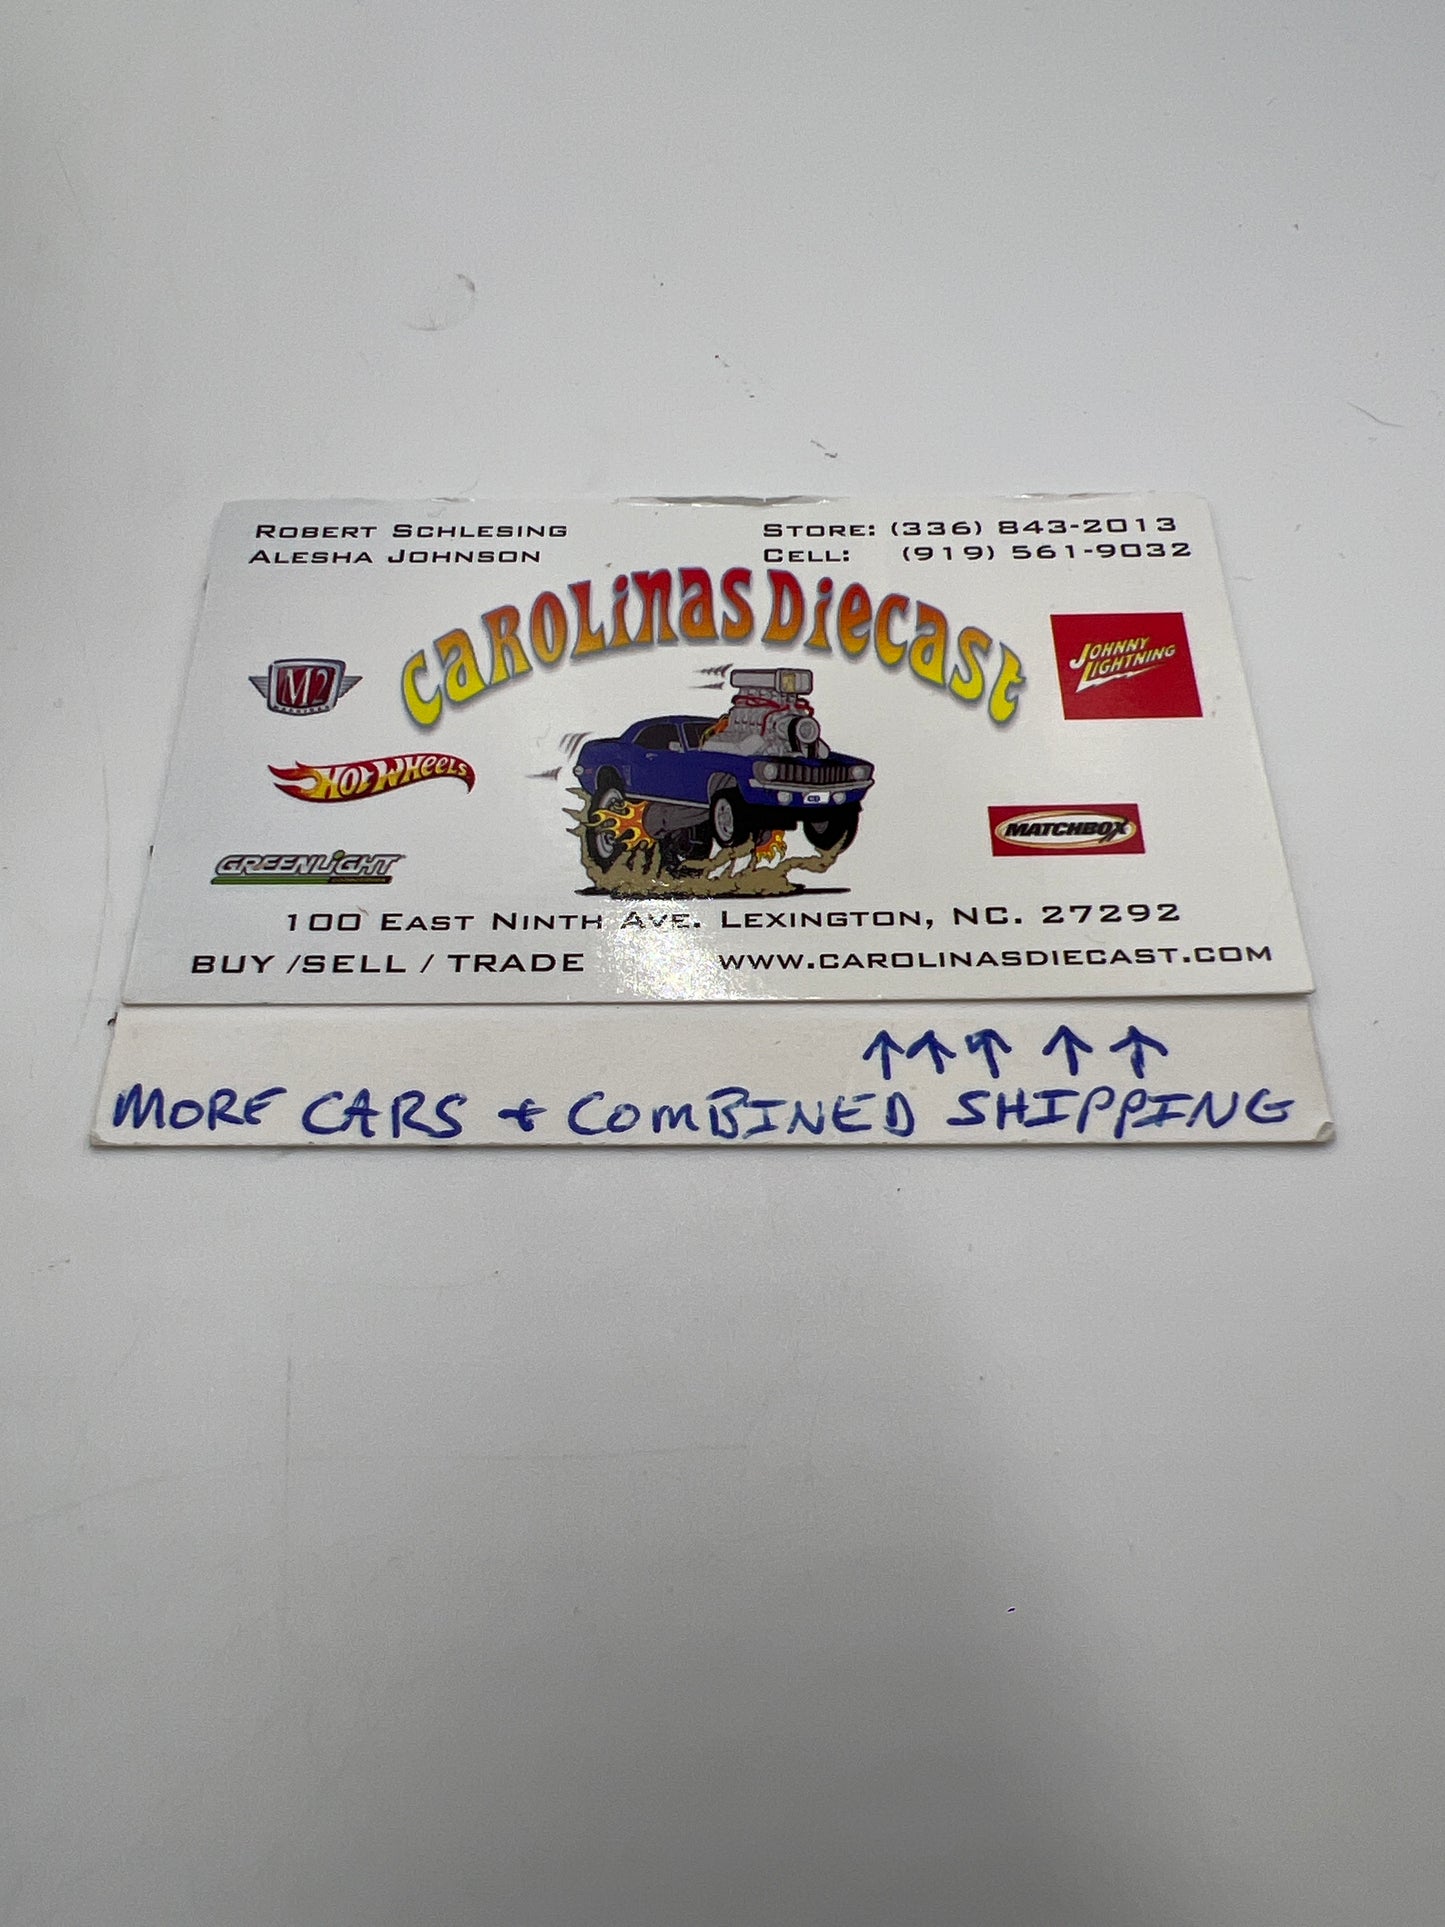 ROBERT SCHLESING
ALESHA JOHNSON
STORE: (336) 843-2013
CELL: (919) 561-9032
CAROLINAS DIECAST
M2
JOHNNY
LIGHTNING
HOT WHEELS
MATCHBOX
GREENLIGHT
100 EAST NINTH AVE. LEXINGTON, NC. 27292
BUY /SELL / TRADE
WWW.CAROLINASDIECAST.COM
↑↑↑ ↑ ↑
MORE CARS + COMBINED SHIPPING